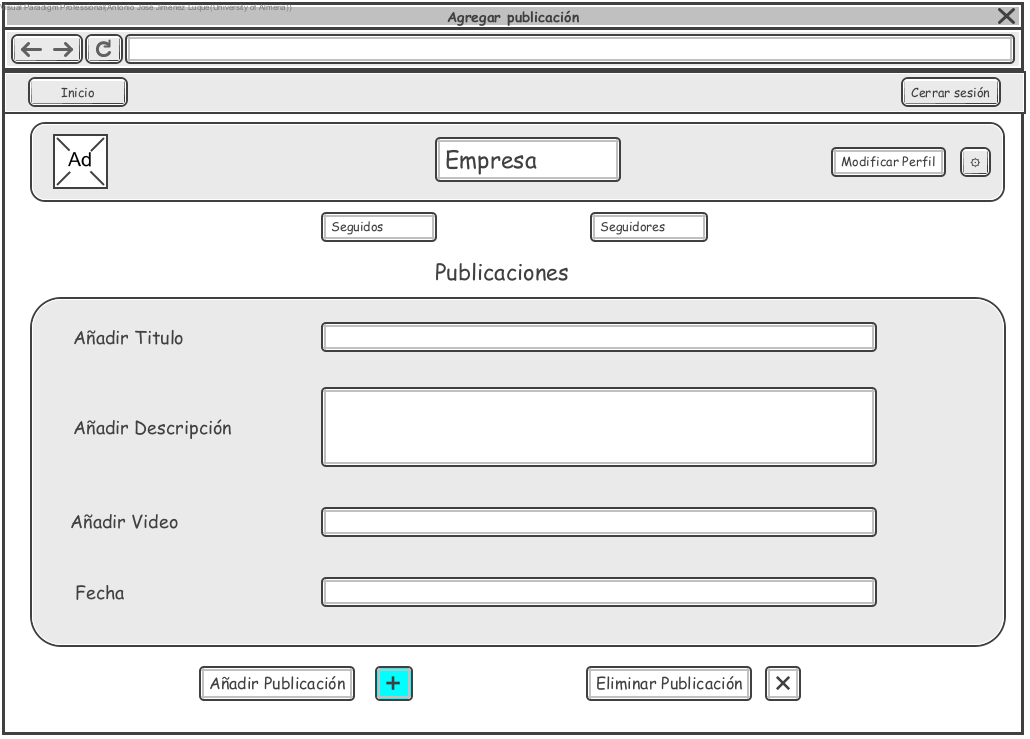 Visual Paradigm Professional(Antonio José Jiménez Luque(University of Almeria))
Agregar publicación
Inicio
Cerrar sesión
Ad
Empresa
Modificar Perfil
Seguidos
Seguidores
Publicaciones
Añadir Titulo
Añadir Descripción
Añadir Video
Fecha
Añadir Publicación
+
Eliminar Publicación